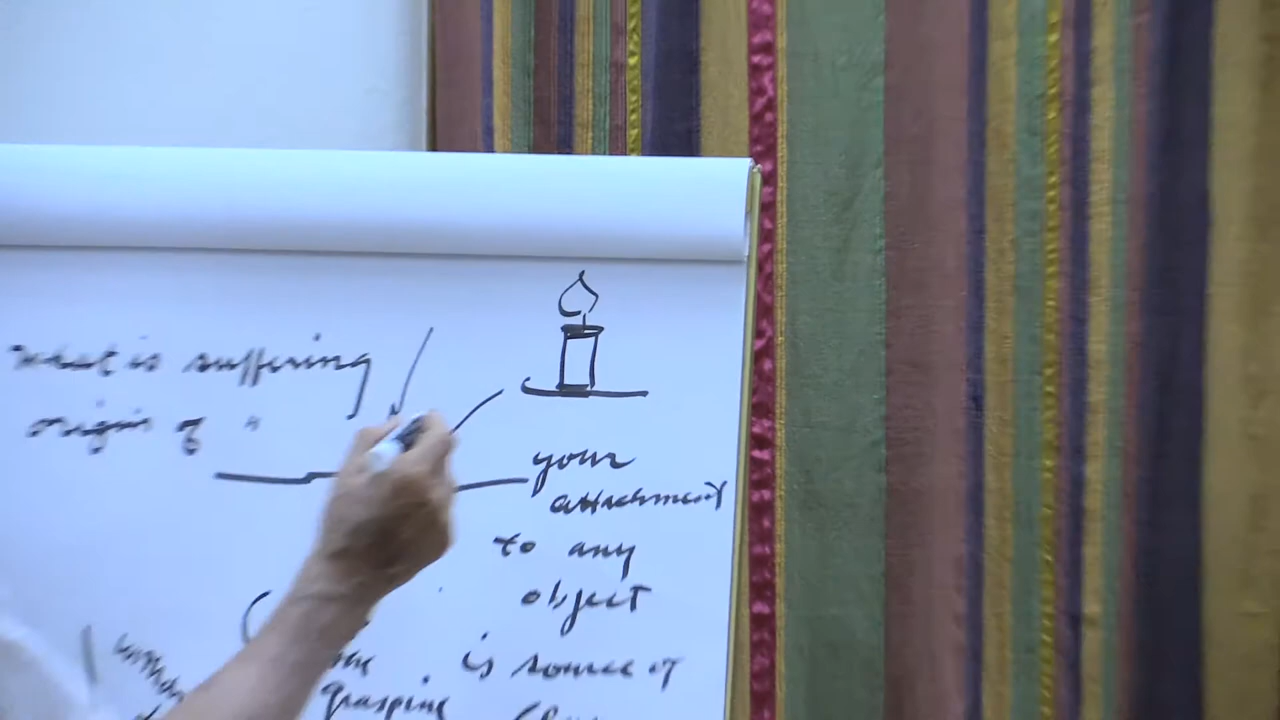 What is suffering
origin of "
your
attachment
to any
object
is source of
grasping